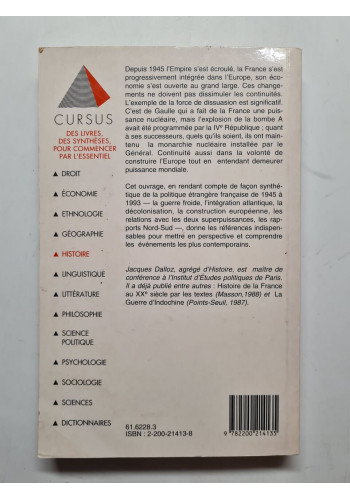 Depuis 1945 l'Empire s'est écroulé, la France s'est
progressivement intégrée dans l'Europe, son éco-
nomie s'est ouverte au grand large. Ces change-
ments ne doivent pas dissimuler les continuités.
L'exemple de la force de dissuasion est significatif.
C'est de Gaulle qui a fait de la France une puis-
sance nucléaire, mais l'explosion de la bombe A
avait été programmée par la IVe République ; quant
à ses successeurs, quels qu'ils soient, ils ont main-
tenu la monarchie nucléaire installée par le
Général. Continuité aussi dans la volonté de
construire l'Europe tout en entendant demeurer
puissance mondiale.
Cet ouvrage, en rendant compte de façon synthé-
tique de la politique étrangère française de 1945 à
1993 — la guerre froide, l'intégration atlantique, la
décolonisation, la construction européenne, les
relations avec les deux superpuissances, les rap-
ports Nord-Sud —, donne les références indispen-
sables pour mettre en perspective et comprendre
les événements les plus contemporains.
Jacques Dalloz, agrégé d'Histoire, est maître de
conférence à l'Institut d'Études politiques de Paris.
Il a déjà publié entre autres : Histoire de la France
au XXe siècle par les textes (Masson,1988) et La
Guerre d'Indochine (Points-Seuil, 1987).
CURSUS
DES LIVRES,
DES SYNTHÈSES,
POUR COMMENCER
PAR L'ESSENTIEL
▲ DROIT
▲ ÉCONOMIE
▲ ETHNOLOGIE
▲ GÉOGRAPHIE
▲ HISTOIRE
▲ LINGUISTIQUE
▲ LITTÉRATURE
▲ PHILOSOPHIE
▲ SCIENCE
POLITIQUE
▲ PSYCHOLOGIE
▲ SOCIOLOGIE
▲ SCIENCES
▲ DICTIONNAIRES
61.6228.3
ISBN : 2-200-21413-8
9782200214135